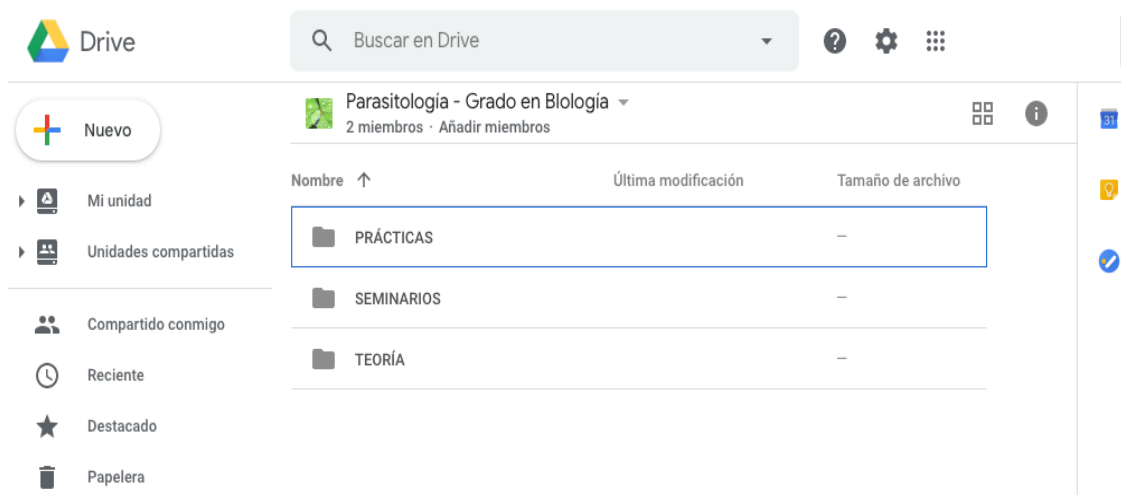 Drive
Buscar en Drive
Nuevo
Mi unidad
Unidades compartidas
Compartido conmigo
Reciente
Destacado
Papelera
Parasitología - Grado en BIología
2 miembros · Añadir miembros
Nombre Última modificación Tamaño de archivo
PRÁCTICAS –
SEMINARIOS –
TEORÍA –
31